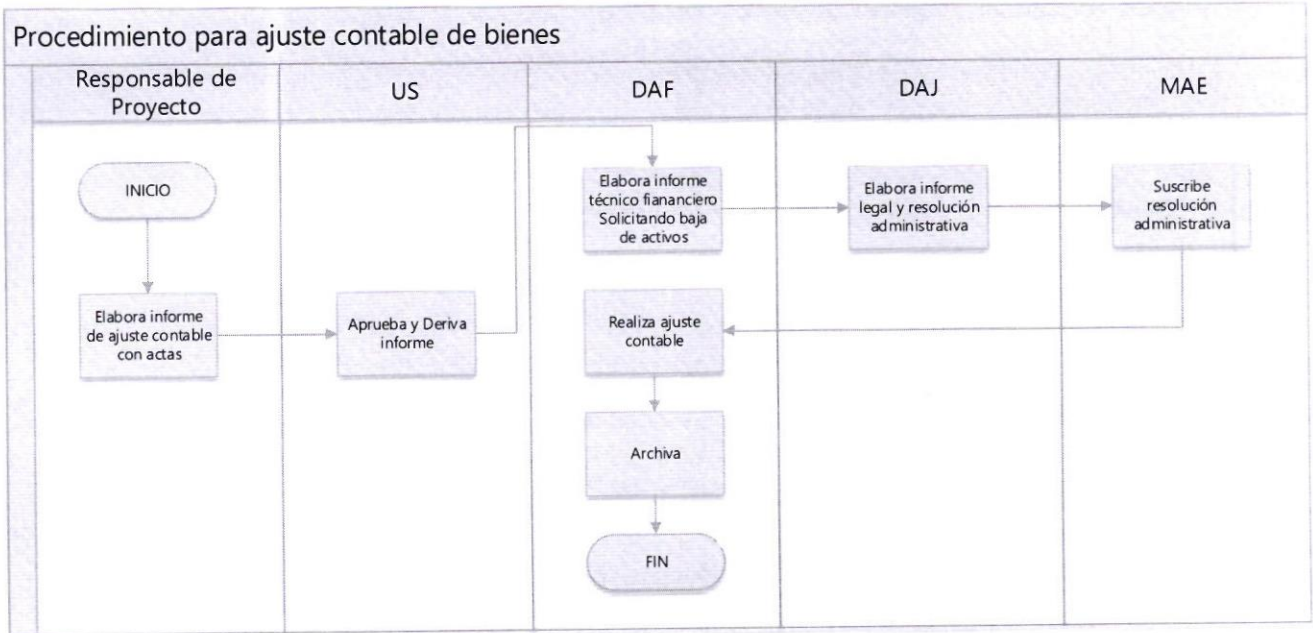 Procedimiento para ajuste contable de bienes
Responsable de
Proyecto
US
DAF
DAJ
MAE
INICIO
Elabora informe
de ajuste contable
con actas
Aprueba y Deriva
informe
Elabora informe
técnico fiananciero
Solicitando baja
de activos
Elabora informe
legal y resolución
administrativa
Suscribe
resolución
administrativa
Realiza ajuste
contable
Archiva
FIN